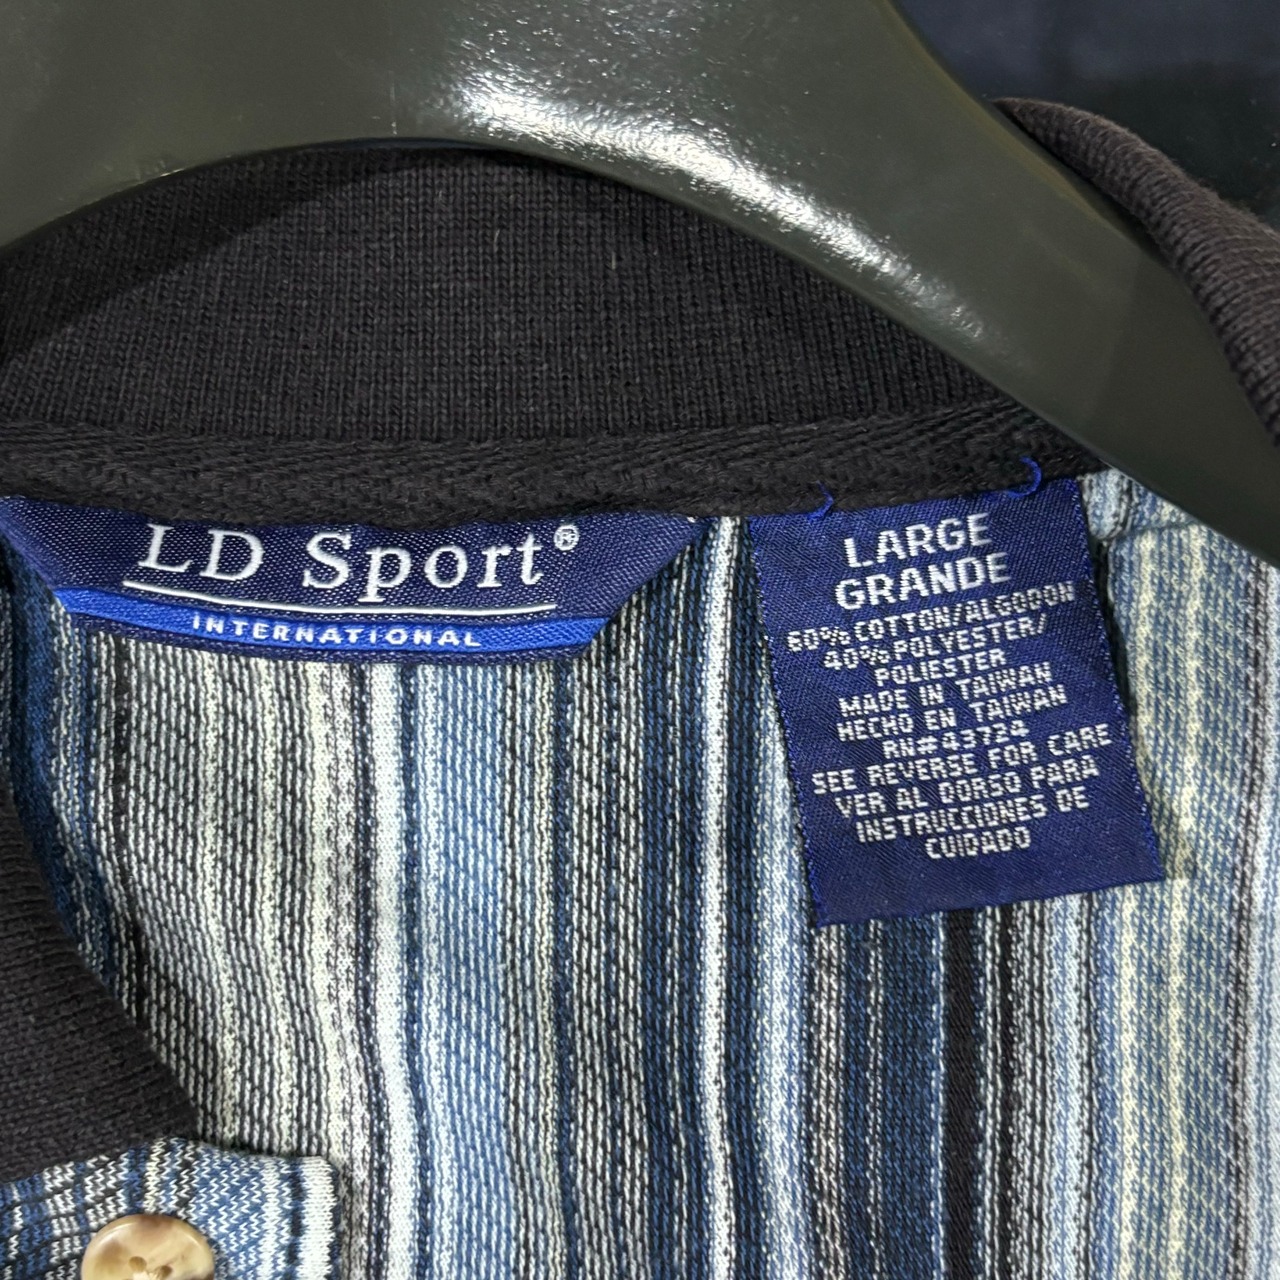 LD Sport®
INTERNATIONAL
LARGE
GRANDE
60% COTTON/ALGODON
40% POLYESTER/
POLIESTER
MADE IN TAIWAN
HECHO EN TAIWAN
RN#43724
SEE REVERSE FOR CARE
VER AL DORSO PARA
INSTRUCCIONES DE
CUIDADO